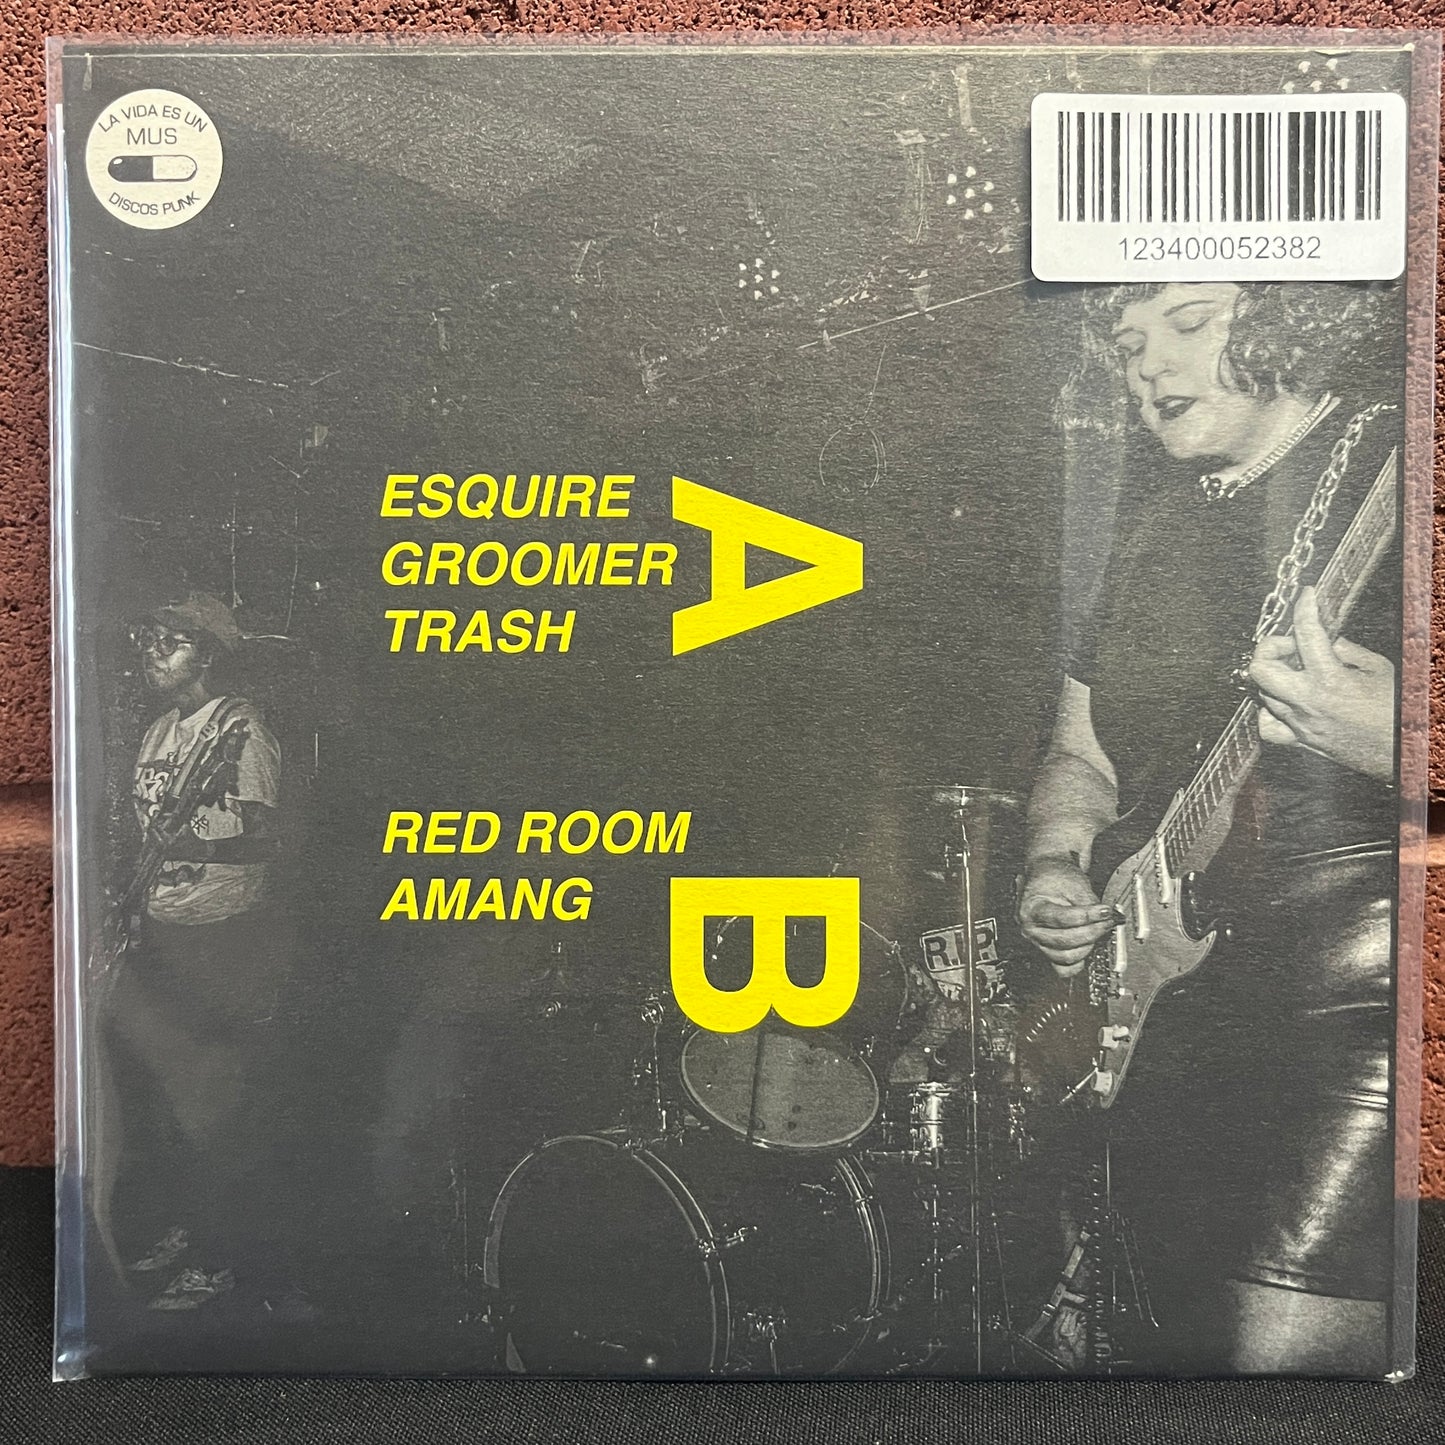 LA VIDA ES UN
MUS
DISCOS PUNK
123400052382
ESQUIRE
GROOMER
TRASH
A
RED ROOM
AMANG
B
R.I.P.